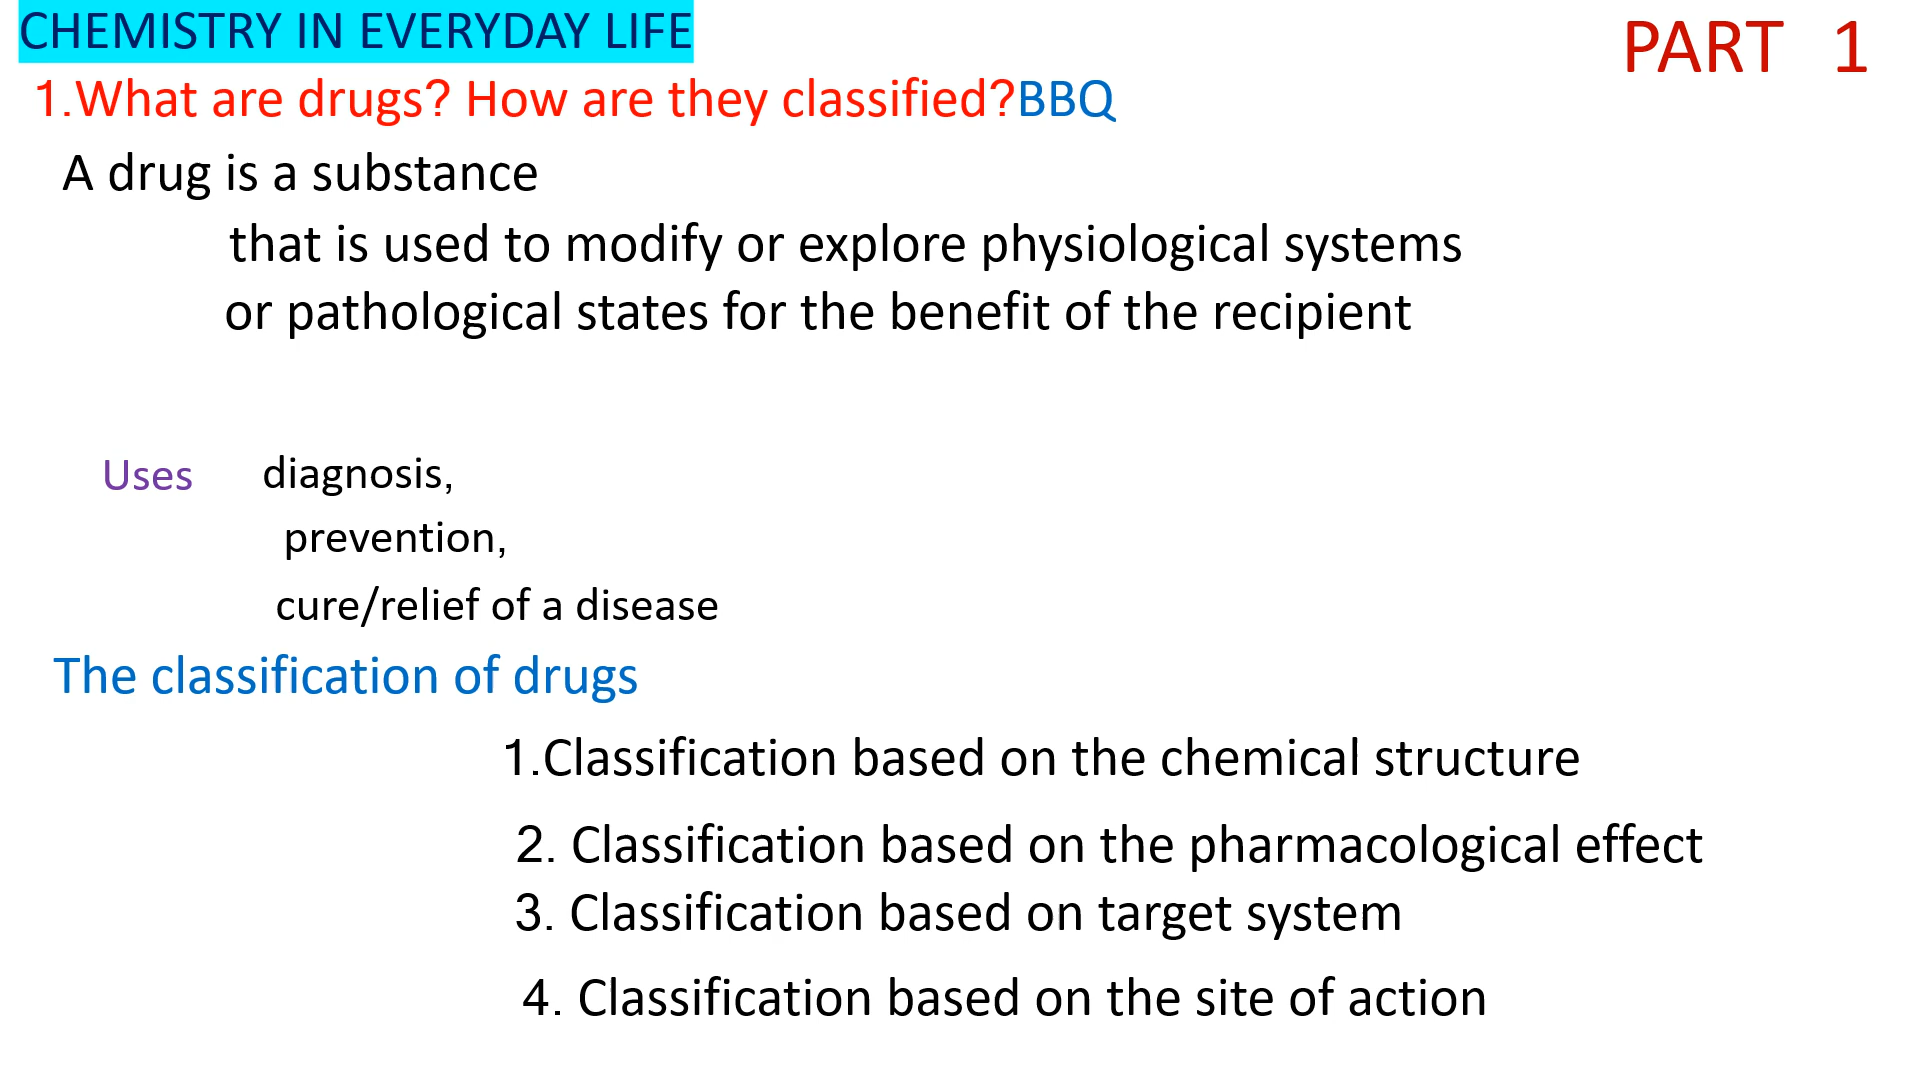 CHEMISTRY IN EVERYDAY LIFE
PART 1
1.What are drugs? How are they classified?BBQ
A drug is a substance
that is used to modify or explore physiological systems
or pathological states for the benefit of the recipient
Uses diagnosis,
prevention,
cure/relief of a disease
The classification of drugs
1.Classification based on the chemical structure
2. Classification based on the pharmacological effect
3. Classification based on target system
4. Classification based on the site of action